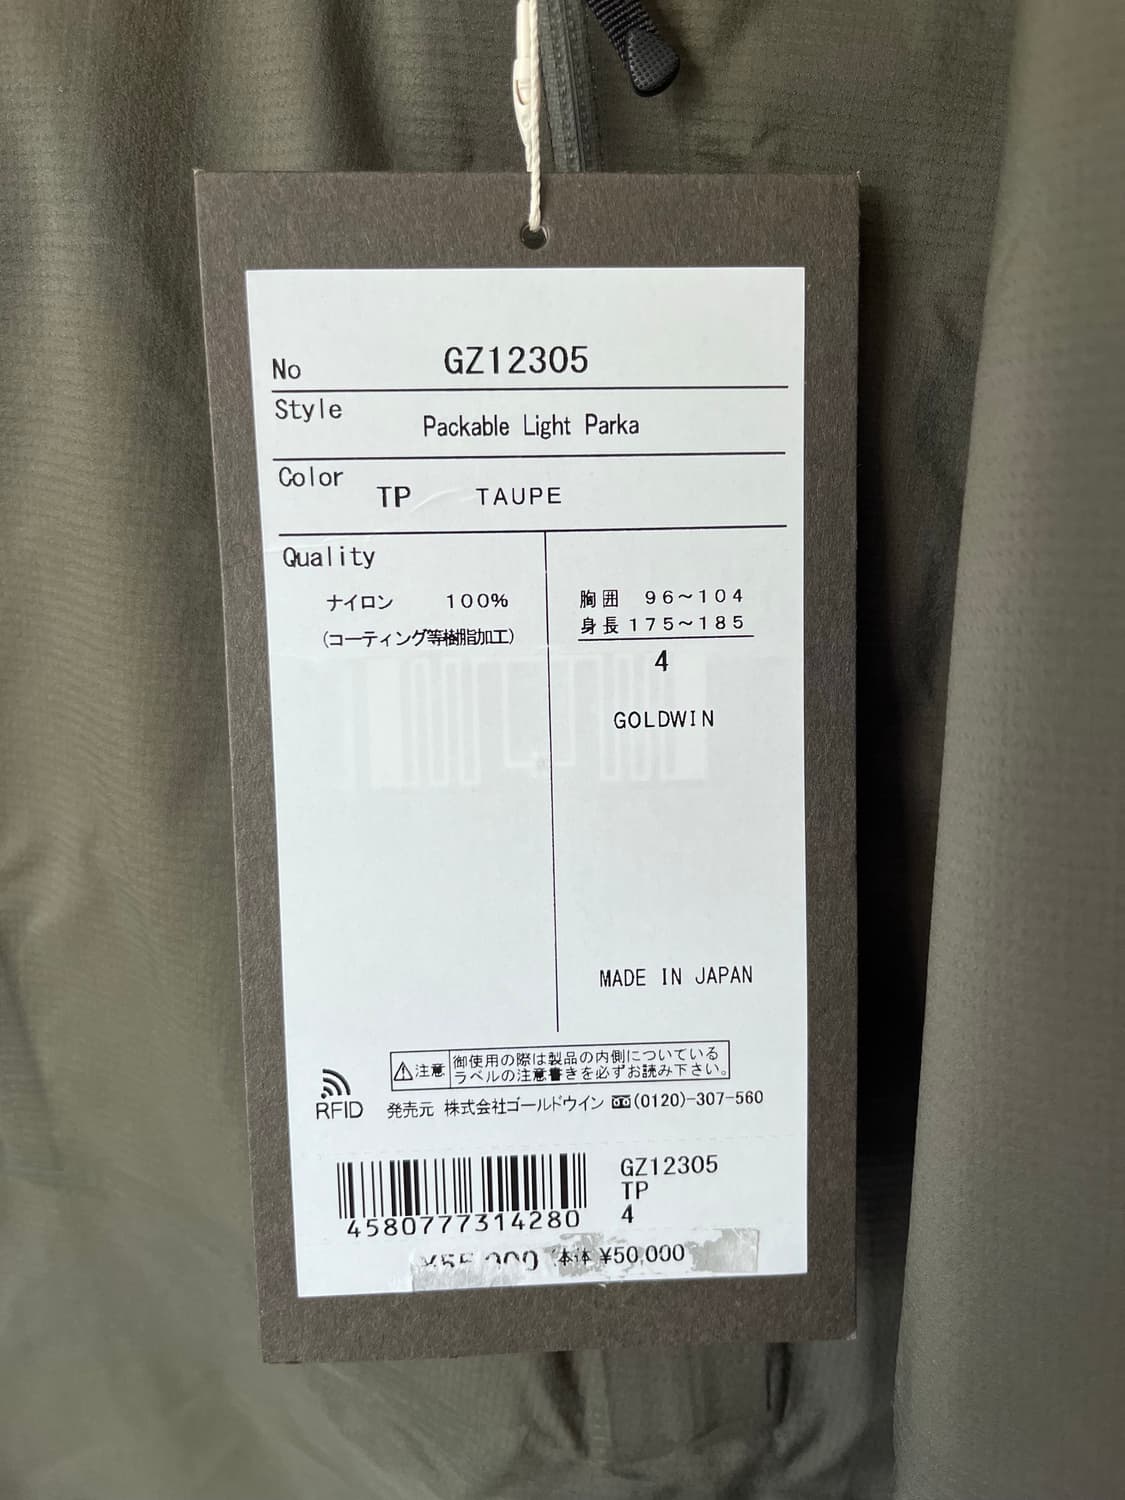 No GZ12305
Style Packable Light Parka
Color TP TAUPE
Quality
ナイロン 100%
(コーティング等樹脂加工)
胸囲 96~104
身長 175~185
4
GOLDWIN
MADE IN JAPAN
注意 御使用の際は製品の内側についている
ラベルの注意書きを必ずお読み下さい。
RFID
発売元 株式会社ゴールドウイン (0120)-307-560
4580777314280
GZ12305
TP
4
¥55,000 本体 ¥50,000